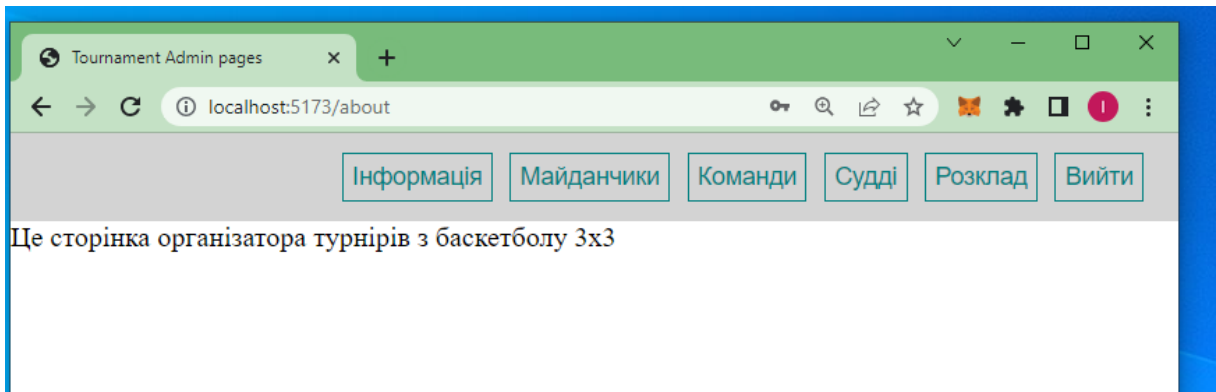 Tournament Admin pages
localhost:5173/about
I
Інформація Майданчики Команди Судді Розклад Вийти
Це сторінка організатора турнірів з баскетболу 3х3